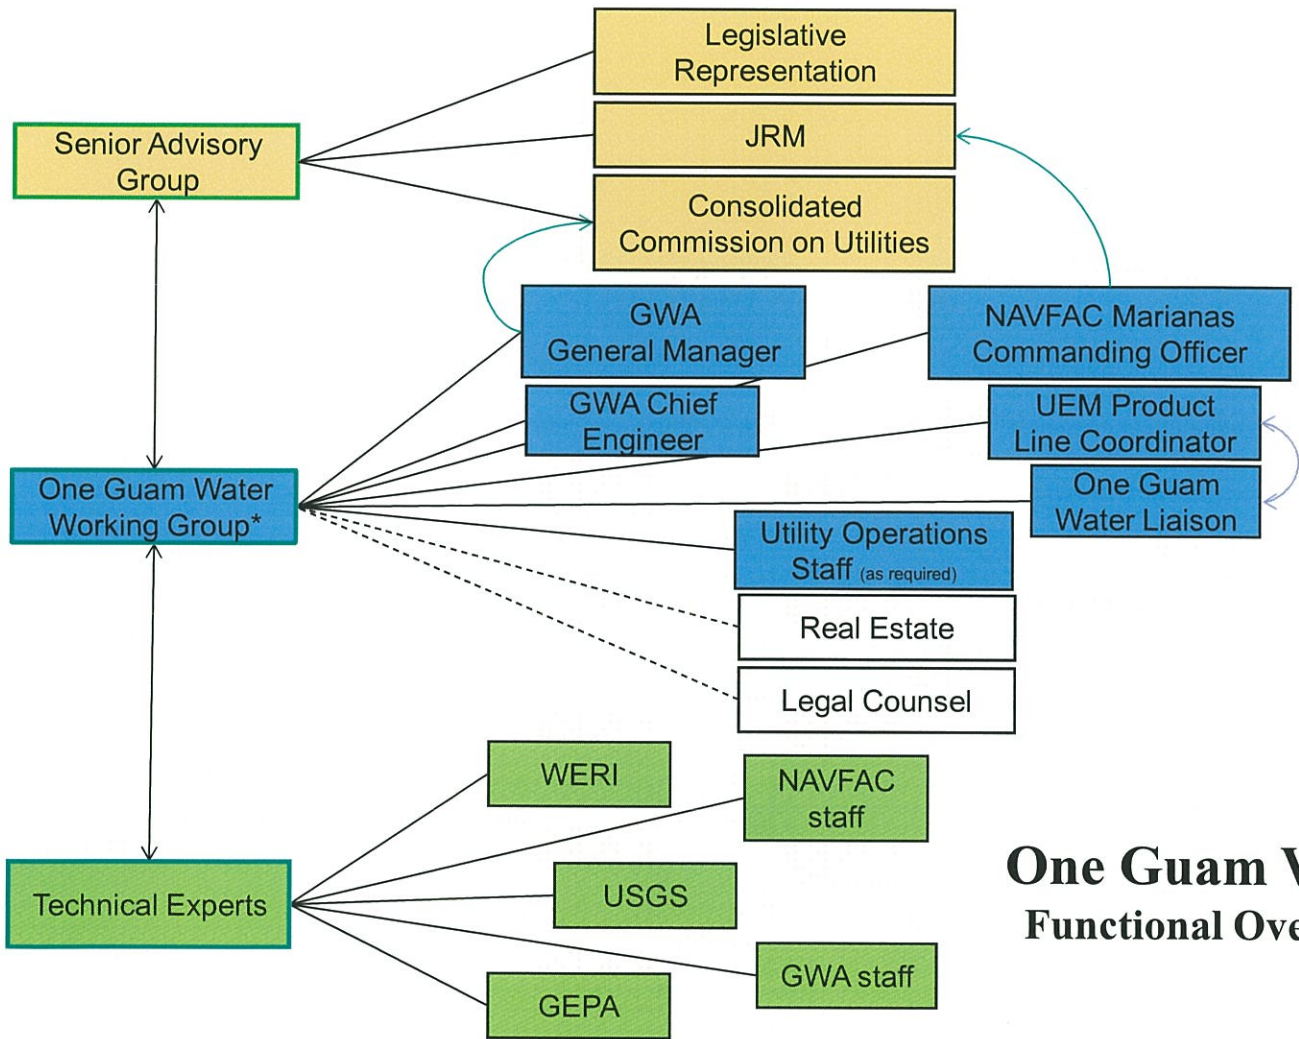 Legislative
Representation
Senior Advisory
Group
JRM
Consolidated
Commission on Utilities
GWA
General Manager
NAVFAC Marianas
Commanding Officer
GWA Chief
Engineer
UEM Product
Line Coordinator
One Guam Water
Working Group*
One Guam
Water Liaison
Utility Operations
Staff (as required)
Real Estate
Legal Counsel
WERI
NAVFAC
staff
Technical Experts
USGS
GWA staff
GEPA
One Guam
Functional